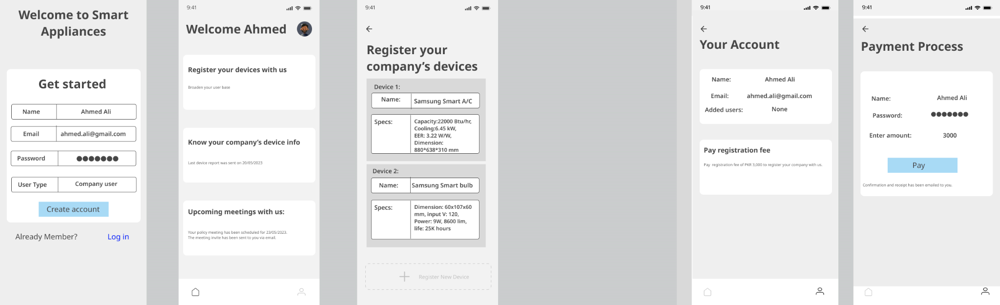 Welcome to Smart
Appliances
Get started
Name Ahmed Ali
Email ahmed.ali@gmail.com
Password ●●●●●●●
User Type Company user
Create account
Already Member? Log in
9:41
Welcome Ahmed
Register your devices with us
Broaden your user base
Know your company's device info
Last device report was sent on 20/05/2023
Upcoming meetings with us:
Your policy meeting has been scheduled for 23/05/2023.
The meeting invite has been sent to you via email.
9:41
Register your
company's devices
Device 1:
Name: Samsung Smart A/C
Specs: Capacity:22000 Btu/hr,
Cooling:6.45 kW,
EER: 3.22 W/W,
Dimension:
880*638*310 mm
Device 2:
Name: Samsung Smart bulb
Specs: Dimension: 60x107x60
mm, input V: 120,
Power: 9W, 8600 lim,
life: 25K hours
Register New Device
9:41
Your Account
Name: Ahmed Ali
Email: ahmed.ali@gmail.com
Added users: None
Pay registration fee
Pay registration fee of PKR 3,000 to register your company with us.
9:41
Payment Process
Name: Ahmed Ali
Password: ●●●●●●●
Enter amount: 3000
Pay
Confirmation and receipt has been emailed to you.